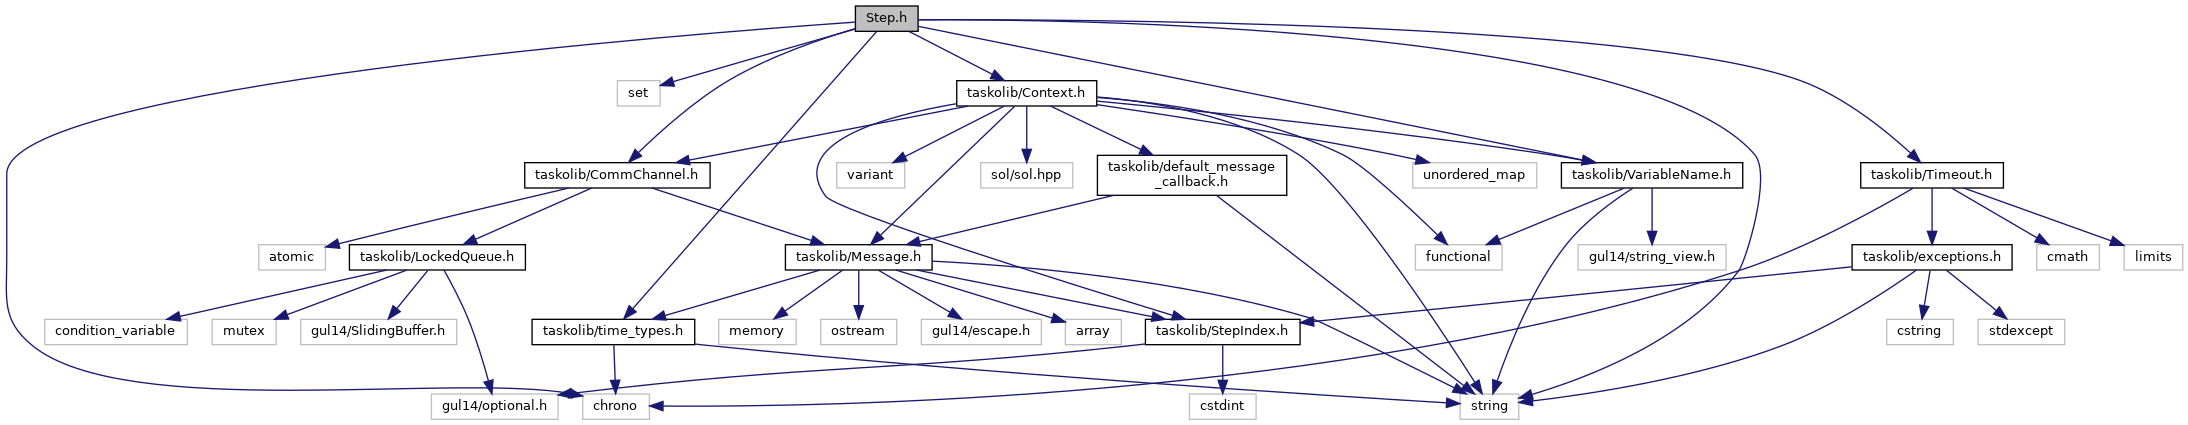 Step.h
set
taskolib/Context.h
taskolib/CommChannel.h
variant
sol/sol.hpp
taskolib/default_message
_callback.h
unordered_map
taskolib/VariableName.h
taskolib/Timeout.h
atomic
taskolib/LockedQueue.h
taskolib/Message.h
functional
gul14/string_view.h
taskolib/exceptions.h
cmath
limits
condition_variable
mutex
gul14/SlidingBuffer.h
taskolib/time_types.h
memory
ostream
gul14/escape.h
array
taskolib/StepIndex.h
cstring
stdexcept
gul14/optional.h
chrono
cstdint
string